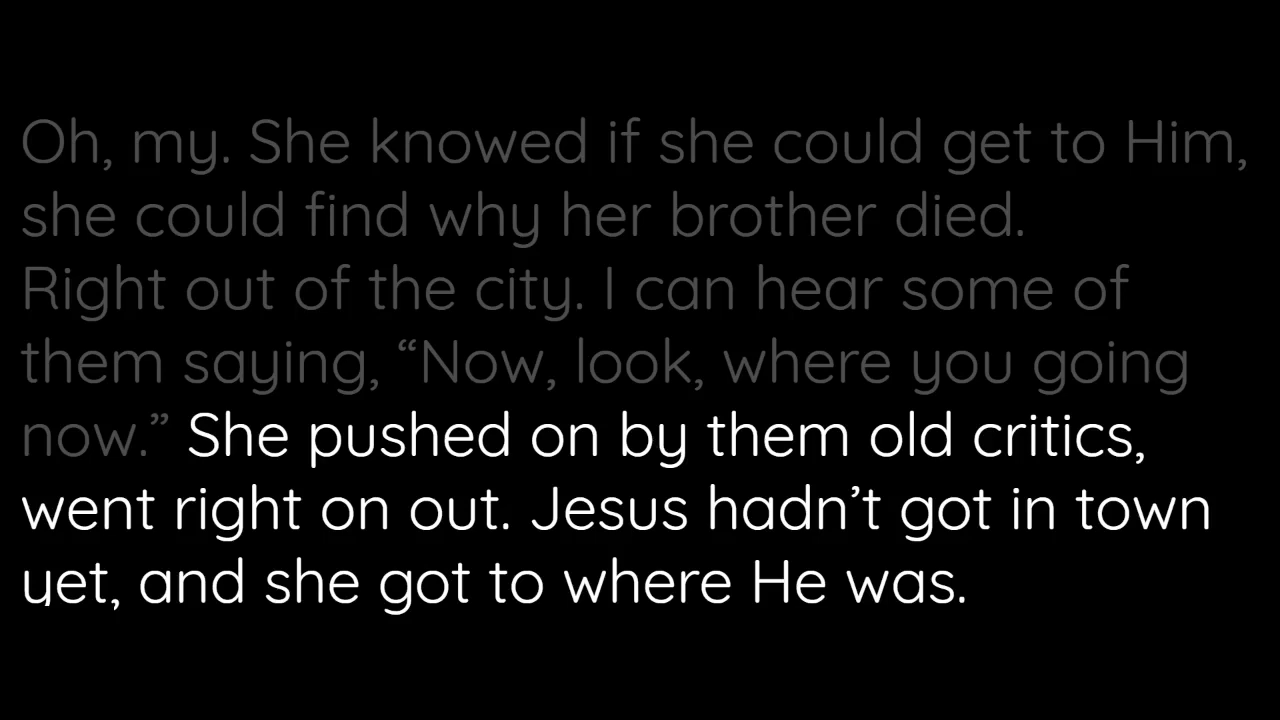 Oh, my. She knowed if she could get to Him,
she could find why her brother died.
Right out of the city. I can hear some of
them saying, “Now, look, where you going
now.” She pushed on by them old critics,
went right on out. Jesus hadn’t got in town
yet, and she got to where He was.